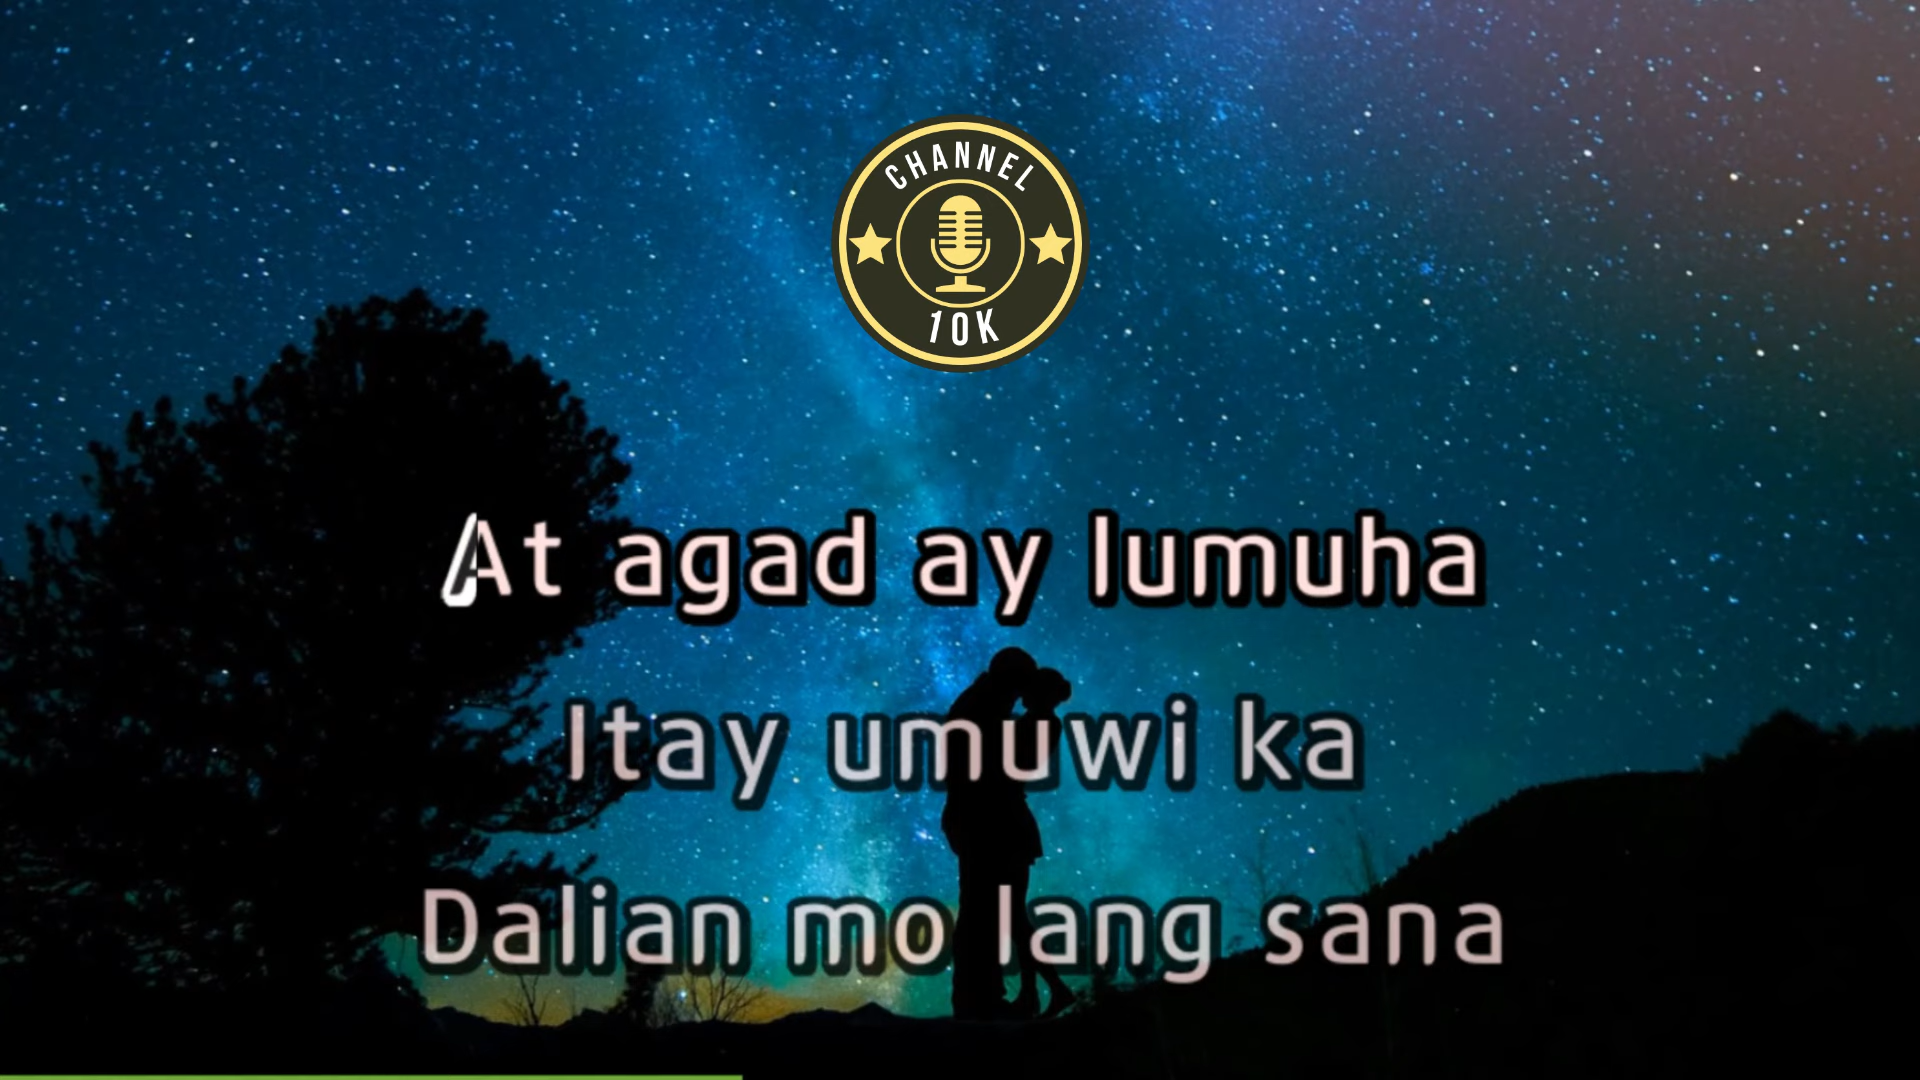 CHANNEL
10K
At agad ay lumuha
Itay umuwi ka
Dalian mo lang sana